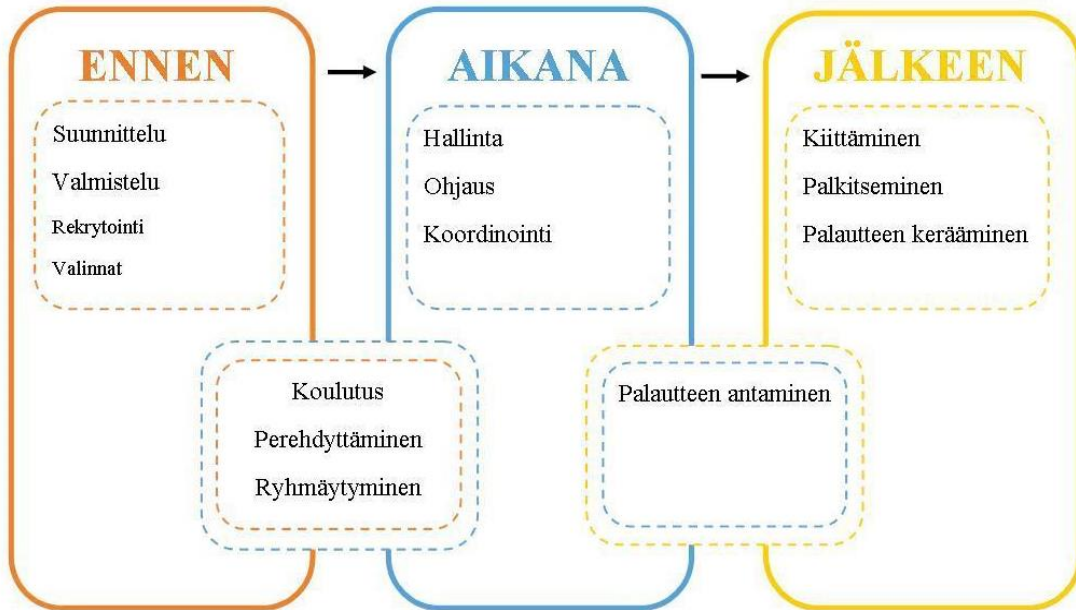 ENNEN
Suunnittelu
Valmistelu
Rekrytointi
Valinnat
AIKANA
Hallinta
Ohjaus
Koordinointi
JÄLKEEN
Kiittäminen
Palkitseminen
Palautteen kerääminen
Koulutus
Perehdyttäminen
Ryhmäytyminen
Palautteen antaminen